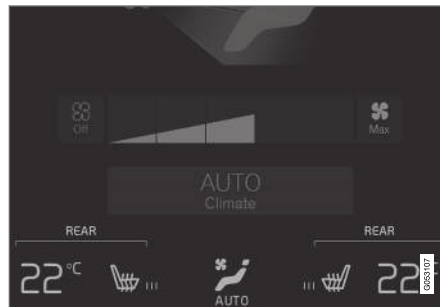 Off
Max
AUTO
Climate
REAR
REAR
22°C
AUTO
22
G053107